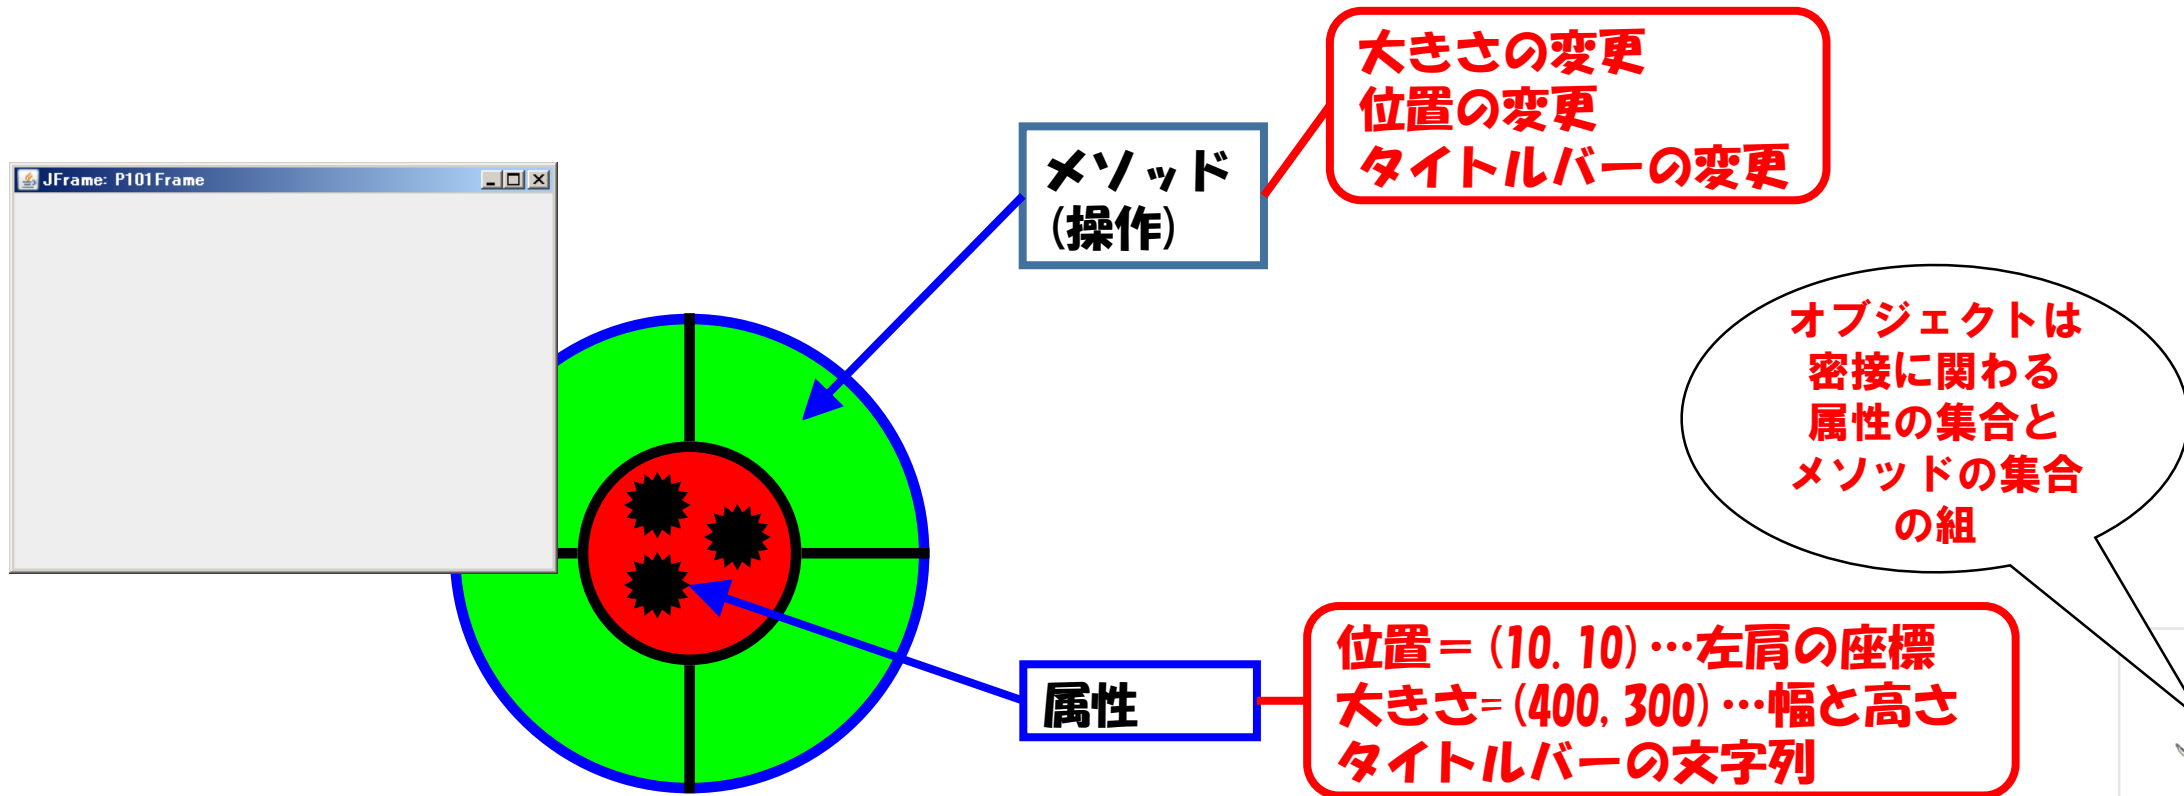 大きさの変更
位置の変更
タイトルバーの変更
メソッド
(操作)
JFrame: P101Frame
オブジェクトは
密接に関わる
属性の集合と
メソッドの集合
の組
属性
位置＝(10. 10)…左肩の座標
大きさ=(400, 300)…幅と高さ
タイトルバーの文字列